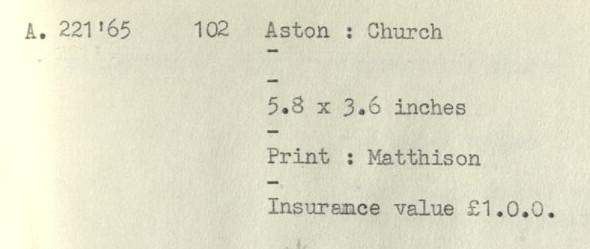 A. 221'65 102 Aston : Church
-
-
5.8 x 3.6 inches
-
Print : Matthison
-
Insurance value £1.0.0.